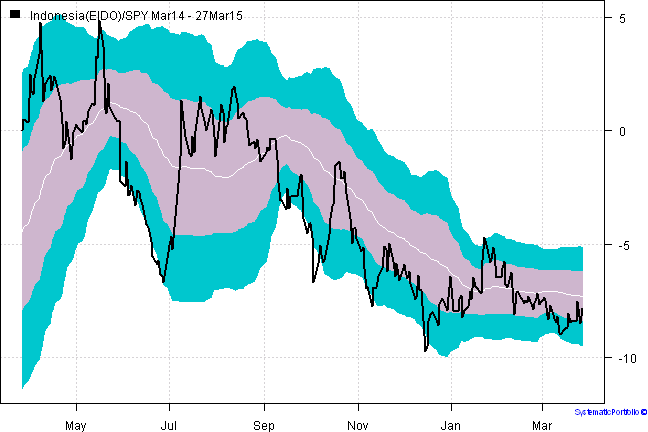 Indonesia(EIDO)/SPY Mar14 - 27Mar15
5
0
-5
-10
May Jul Sep Nov Jan Mar
SystematicPortfolio ©